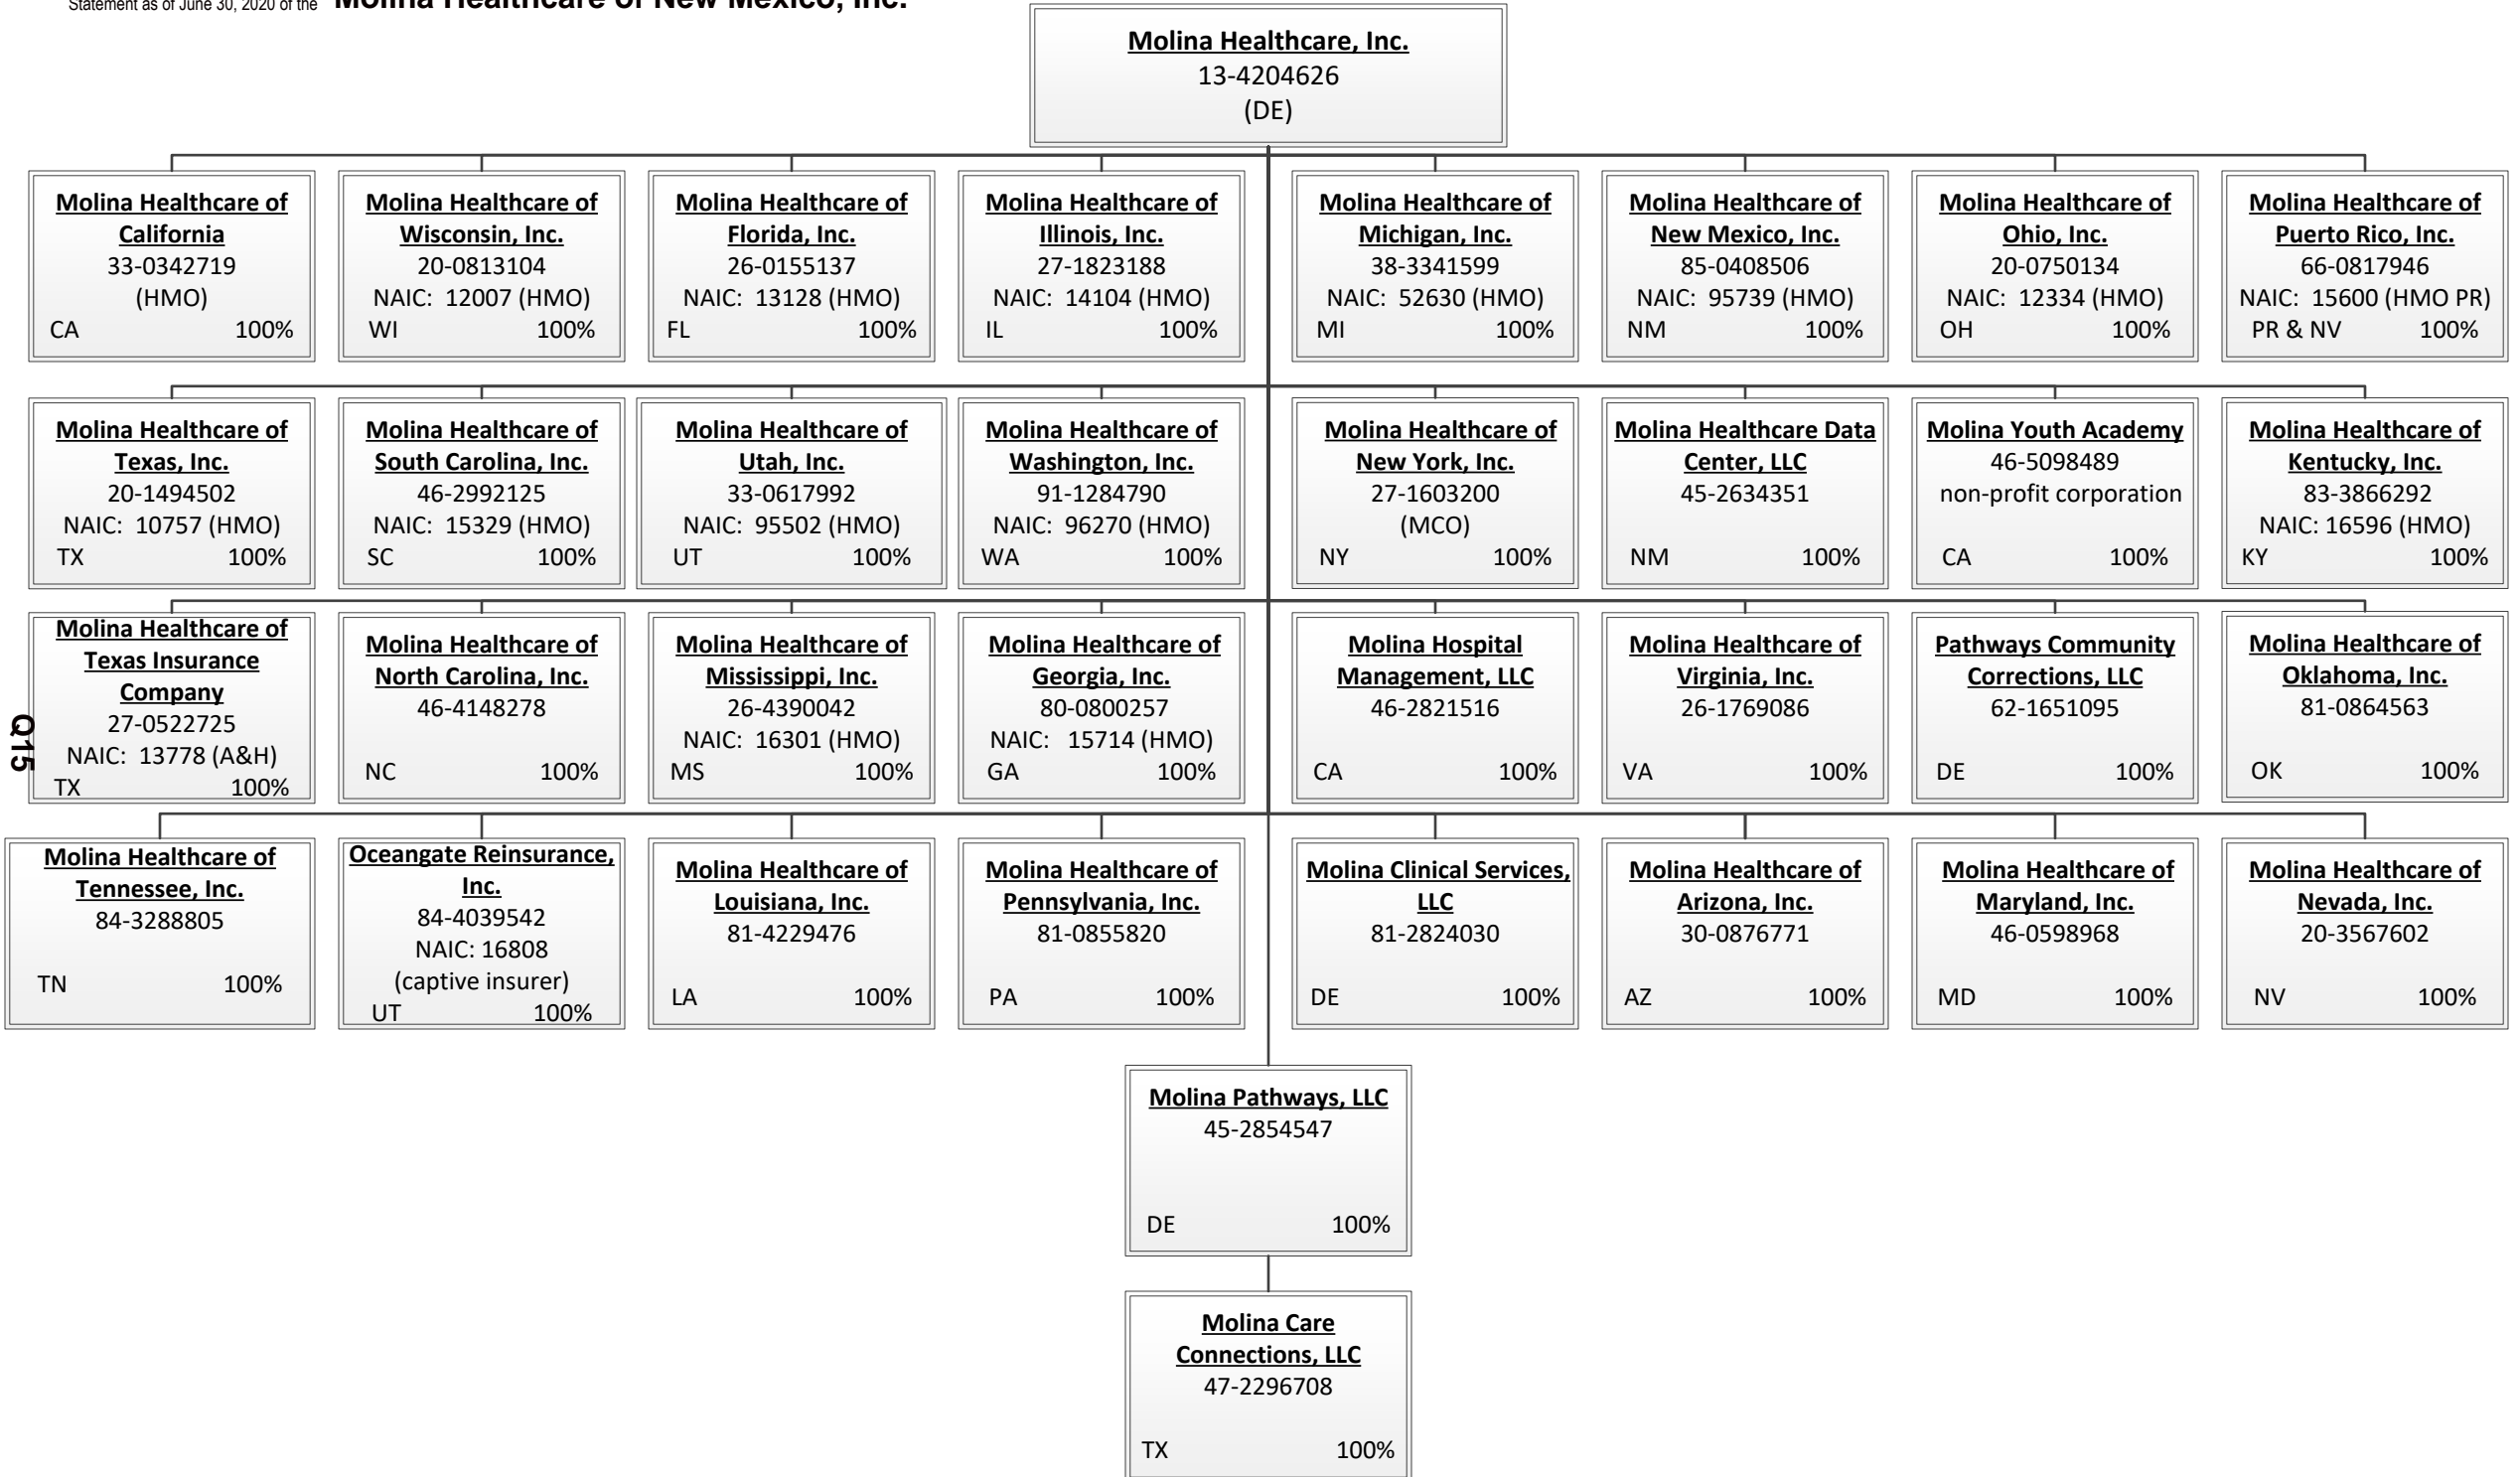 Statement as of June 30, 2020 of the Molina Healthcare of New Mexico, Inc.
Molina Healthcare, Inc.
13-4204626
(DE)
Molina Healthcare of
California
33-0342719
(HMO)
CA 100%
Molina Healthcare of
Wisconsin, Inc.
20-0813104
NAIC: 12007 (HMO)
WI 100%
Molina Healthcare of
Florida, Inc.
26-0155137
NAIC: 13128 (HMO)
FL 100%
Molina Healthcare of
Illinois, Inc.
27-1823188
NAIC: 14104 (HMO)
IL 100%
Molina Healthcare of
Michigan, Inc.
38-3341599
NAIC: 52630 (HMO)
MI 100%
Molina Healthcare of
New Mexico, Inc.
85-0408506
NAIC: 95739 (HMO)
NM 100%
Molina Healthcare of
Ohio, Inc.
20-0750134
NAIC: 12334 (HMO)
OH 100%
Molina Healthcare of
Puerto Rico, Inc.
66-0817946
NAIC: 15600 (HMO PR)
PR & NV 100%
Molina Healthcare of
Texas, Inc.
20-1494502
NAIC: 10757 (HMO)
TX 100%
Molina Healthcare of
South Carolina, Inc.
46-2992125
NAIC: 15329 (HMO)
SC 100%
Molina Healthcare of
Utah, Inc.
33-0617992
NAIC: 95502 (HMO)
UT 100%
Molina Healthcare of
Washington, Inc.
91-1284790
NAIC: 96270 (HMO)
WA 100%
Molina Healthcare of
New York, Inc.
27-1603200
(MCO)
NY 100%
Molina Healthcare Data
Center, LLC
45-2634351
NM 100%
Molina Youth Academy
46-5098489
non-profit corporation
CA 100%
Molina Healthcare of
Kentucky, Inc.
83-3866292
NAIC: 16596 (HMO)
KY 100%
Molina Healthcare of
Texas Insurance
Company
27-0522725
NAIC: 13778 (A&H)
TX 100%
Molina Healthcare of
North Carolina, Inc.
46-4148278
NC 100%
Molina Healthcare of
Mississippi, Inc.
26-4390042
NAIC: 16301 (HMO)
MS 100%
Molina Healthcare of
Georgia, Inc.
80-0800257
NAIC: 15714 (HMO)
GA 100%
Molina Hospital
Management, LLC
46-2821516
CA 100%
Molina Healthcare of
Virginia, Inc.
26-1769086
VA 100%
Pathways Community
Corrections, LLC
62-1651095
DE 100%
Molina Healthcare of
Oklahoma, Inc.
81-0864563
OK 100%
Q15
Molina Healthcare of
Tennessee, Inc.
84-3288805
TN 100%
Oceangate Reinsurance,
Inc.
84-4039542
NAIC: 16808
(captive insurer)
UT 100%
Molina Healthcare of
Louisiana, Inc.
81-4229476
LA 100%
Molina Healthcare of
Pennsylvania, Inc.
81-0855820
PA 100%
Molina Clinical Services,
LLC
81-2824030
DE 100%
Molina Healthcare of
Arizona, Inc.
30-0876771
AZ 100%
Molina Healthcare of
Maryland, Inc.
46-0598968
MD 100%
Molina Healthcare of
Nevada, Inc.
20-3567602
NV 100%
Molina Pathways, LLC
45-2854547
DE 100%
Molina Care
Connections, LLC
47-2296708
TX 100%